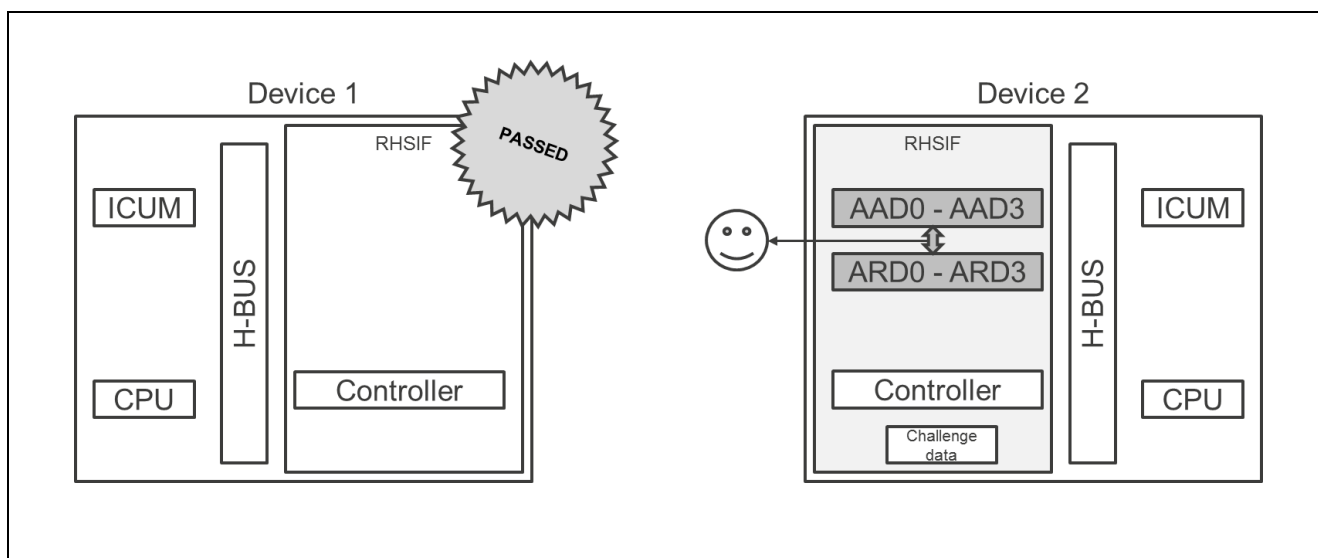 Device 1
RHSIF
PASSED
ICUM
H-BUS
CPU
Controller
Device 2
RHSIF
AAD0 - AAD3
ARD0 - ARD3
Controller
Challenge
data
H-BUS
ICUM
CPU